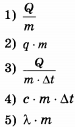 1) Q/m
2) q · m
3) Q/(m · Δt)
4) c · m · Δt
5) λ · m